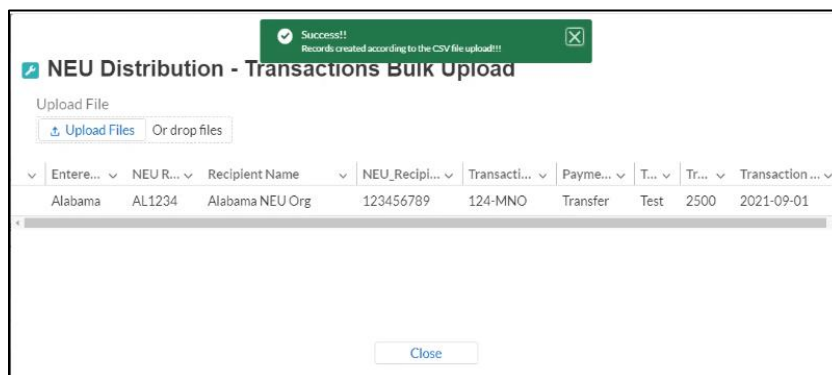 Success!!
Records created according to the CSV file upload!!!
NEU Distribution - Transactions Bulk Upload
Upload File
Upload Files Or drop files
Entere... NEU R... Recipient Name NEU_Recipi... Transacti... Payme... T... Tr... Transaction ...
Alabama AL1234 Alabama NEU Org 123456789 124-MNO Transfer Test 2500 2021-09-01
Close